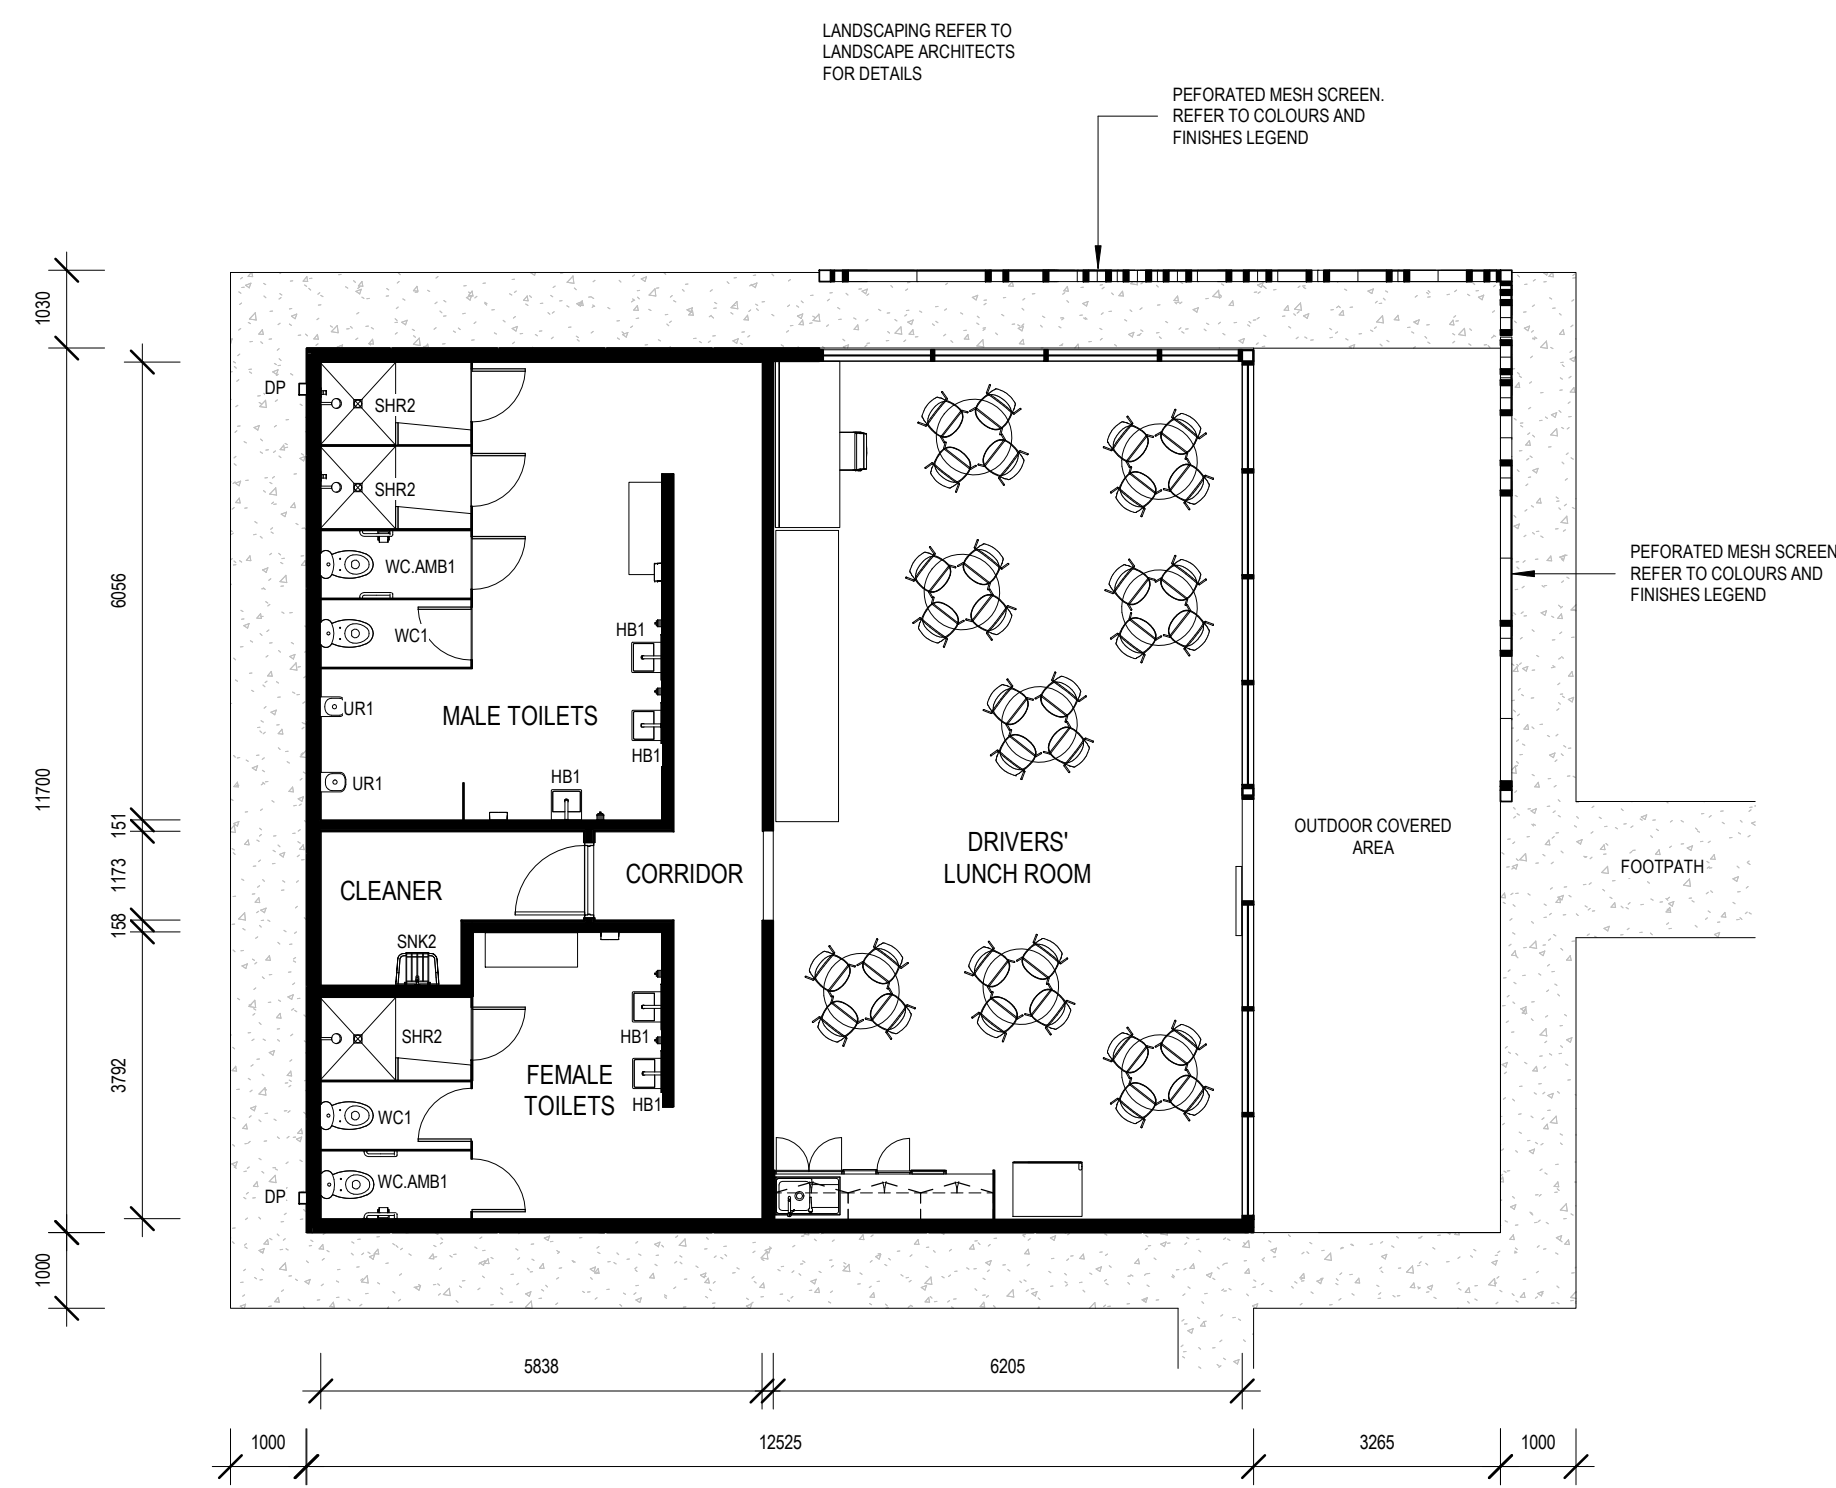 LANDSCAPING REFER TO
LANDSCAPE ARCHITECTS
FOR DETAILS
PEFORATED MESH SCREEN.
REFER TO COLOURS AND
FINISHES LEGEND
1030
11700
1000
6056
151
1173
158
3792
DP
SHR2
SHR2
WC.AMB1
WC1
UR1
UR1
MALE TOILETS
HB1
HB1
HB1
CLEANER
CORRIDOR
SNK2
SHR2
WC1
WC.AMB1
DP
FEMALE
TOILETS
HB1
HB1
DRIVERS'
LUNCH ROOM
OUTDOOR COVERED
AREA
FOOTPATH
PEFORATED MESH SCREEN
REFER TO COLOURS AND
FINISHES LEGEND
5838
6205
1000
12525
3265
1000